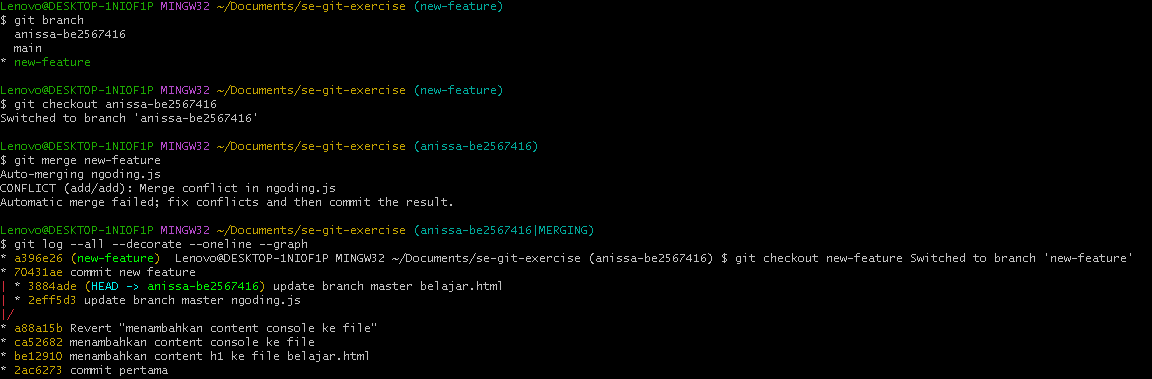 Lenovo@DESKTOP-1NIOF1P MINGW32 ~/Documents/se-git-exercise (new-feature)
$ git branch
  anissa-be2567416
  main
* new-feature

Lenovo@DESKTOP-1NIOF1P MINGW32 ~/Documents/se-git-exercise (new-feature)
$ git checkout anissa-be2567416
Switched to branch 'anissa-be2567416'

Lenovo@DESKTOP-1NIOF1P MINGW32 ~/Documents/se-git-exercise (anissa-be2567416)
$ git merge new-feature
Auto-merging ngoding.js
CONFLICT (add/add): Merge conflict in ngoding.js
Automatic merge failed; fix conflicts and then commit the result.

Lenovo@DESKTOP-1NIOF1P MINGW32 ~/Documents/se-git-exercise (anissa-be2567416|MERGING)
$ git log --all --decorate --oneline --graph
* a396e26 (new-feature)  Lenovo@DESKTOP-1NIOF1P MINGW32 ~/Documents/se-git-exercise (anissa-be2567416) $ git checkout new-feature Switched to branch 'new-feature'
* 70431ae commit new feature
| * 3884ade (HEAD -> anissa-be2567416) update branch master belajar.html
| * 2eff5d3 update branch master ngoding.js
|/
* a88a15b Revert "menambahkan content console ke file"
* ca52682 menambahkan content console ke file
* be12910 menambahkan content h1 ke file belajar.html
* 2ac6273 commit pertama